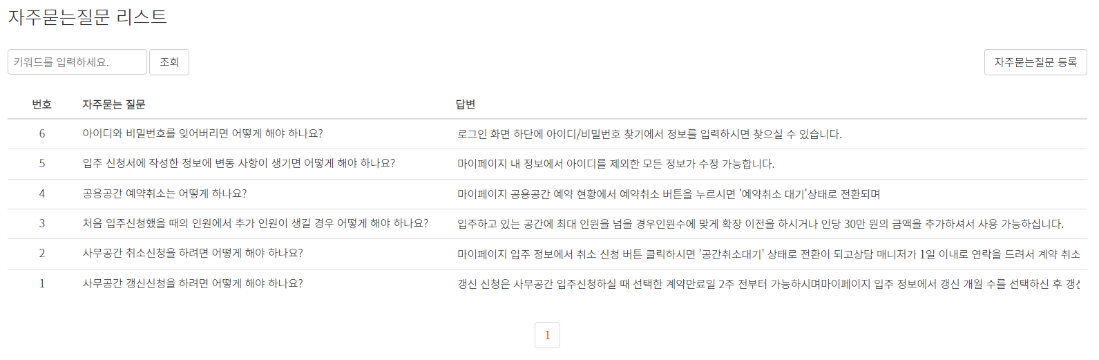 자주묻는질문 리스트
키워드를 입력하세요. 조회 자주묻는질문 등록
번호 자주묻는 질문 답변
6 아이디와 비밀번호를 잊어버리면 어떻게 해야 하나요? 로그인 화면 하단에 아이디/비밀번호 찾기에서 정보를 입력하시면 찾으실 수 있습니다.
5 입주 신청서에 작성한 정보에 변동 사항이 생기면 어떻게 해야 하나요? 마이페이지 내 정보에서 아이디를 제외한 모든 정보가 수정 가능합니다.
4 공용공간 예약취소는 어떻게 하나요? 마이페이지 공용공간 예약 현황에서 예약취소 버튼을 누르시면 '예약취소 대기'상태로 전환되며
3 처음 입주신청했을 때의 인원에서 추가 인원이 생길 경우 어떻게 해야 하나요? 입주하고 있는 공간에 최대 인원을 넘을 경우인원수에 맞게 확장 이전을 하시거나 인당 30만 원의 금액을 추가하셔서 사용 가능하십니다.
2 사무공간 취소신청을 하려면 어떻게 해야 하나요? 마이페이지 입주 정보에서 취소 신청 버튼 클릭하시면 '공간취소대기' 상태로 전환이 되고상담 매니저가 1일 이내로 연락을 드려서 계약 취소
1 사무공간 갱신신청을 하려면 어떻게 해야 하나요? 갱신 신청은 사무공간 입주신청하실 때 선택한 계약만료일 2주 전부터 가능하시며마이페이지 입주 정보에서 갱신 개월 수를 선택하신 후 갱신
1